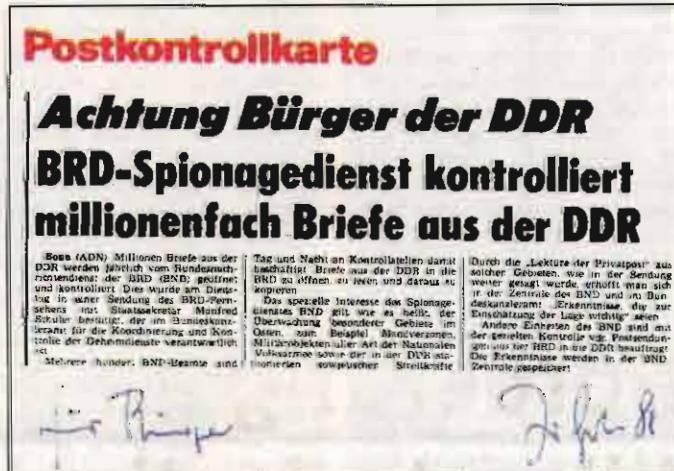 Postkontrollkarte
Achtung Bürger der DDR
BRD-Spionagedienst kontrolliert
millionenfach Briefe aus der DDR
Bonn (ADN) Millionen Briefe aus der
DDR werden jährlich vom Bundesnach-
richtendienst der BRD (BND) geöffnet
und kontrolliert. Dies wurde am Diens-
tag in einer Sendung des BRD-Fern-
sehens mit Staatssekretär Manfred
Schüler bestätigt, der im Bundeskanz-
leramt für die Koordinierung und Kon-
trolle der Geheimdienste verantwortlich
ist
Mehrere hundert BND-Beamte sind
Tag und Nacht an Kontrollstellen damit
beschäftigt Briefe aus der DDR in die
BRD zu öffnen, zu lesen und daraus zu
kopieren
Das spezielle Interesse des Spionage-
dienstes BND gilt wie es heißt, der
Überwachung besonderer Gebiete im
Osten, zum Beispiel Manövern,
Militärobjekten aller Art der Nationalen
Volksarmee sowie der in der DDR sta-
tionierten sowjetischer Streitkräfte
Durch die „Lektüre der Privatpost" aus
solchen Gebieten, wie in der Sendung
weiter gesagt wurde, erhofft man sich
in der Zentrale des BND und im Bun-
deskanzleramt „Erkenntnisse, die zur
Einschätzung der Lage wichtig" seien
Andere Einheiten des BND sind mit
der gezielten Kontrolle von Postsendun-
gen aus der BRD in die DDR beauftragt
Die Erkenntnisse werden in der BND
Zentrale gespeichert